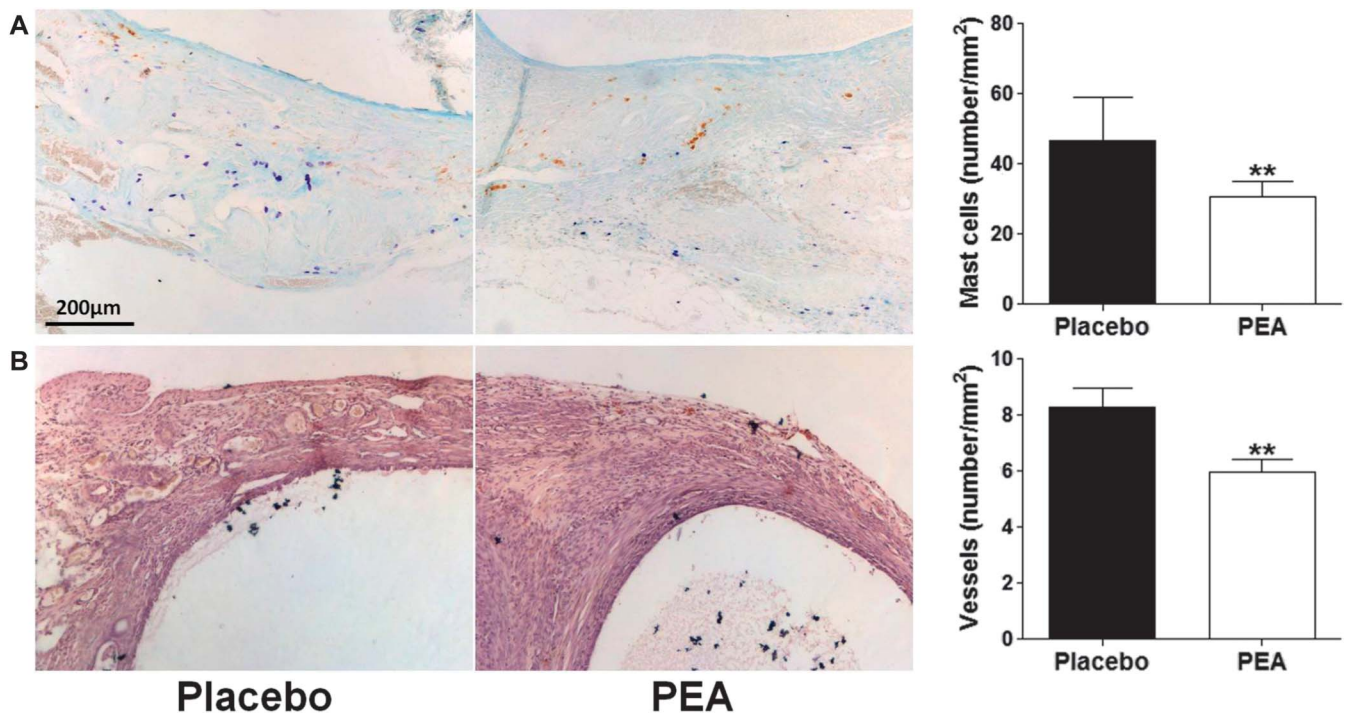 A
200µm
80
60
40
20
0
Mast cells (number/mm²)
**
Placebo
PEA
B
10
8
6
4
2
0
Vessels (number/mm²)
**
Placebo
PEA
Placebo
PEA